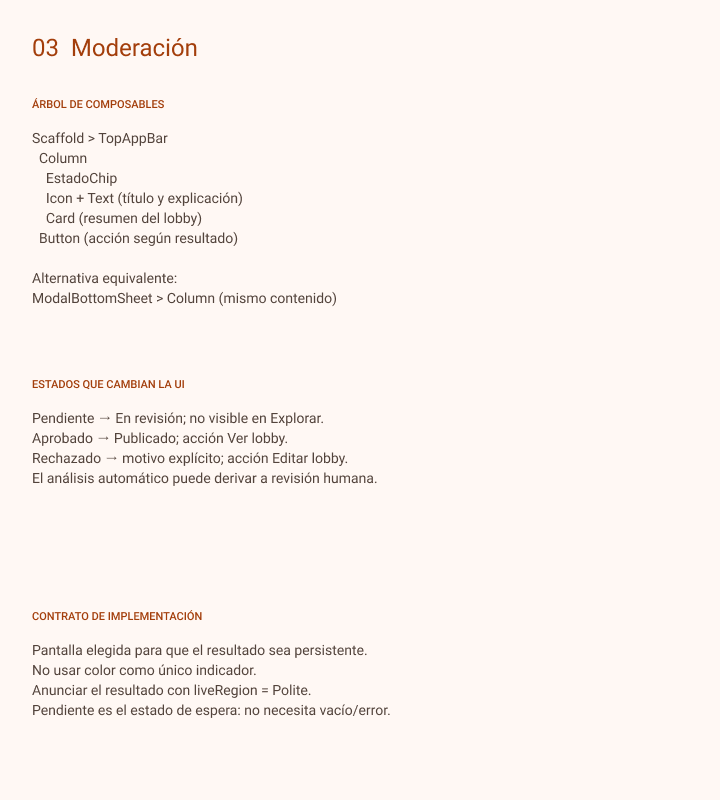 03 Moderación
ÁRBOL DE COMPOSABLES
Scaffold > TopAppBar
Column
EstadoChip
Icon + Text (título y explicación)
Card (resumen del lobby)
Button (acción según resultado)
Alternativa equivalente:
ModalBottomSheet > Column (mismo contenido)
ESTADOS QUE CAMBIAN LA UI
Pendiente → En revisión; no visible en Explorar.
Aprobado → Publicado; acción Ver lobby.
Rechazado → motivo explícito; acción Editar lobby.
El análisis automático puede derivar a revisión humana.
CONTRATO DE IMPLEMENTACIÓN
Pantalla elegida para que el resultado sea persistente.
No usar color como único indicador.
Anunciar el resultado con liveRegion = Polite.
Pendiente es el estado de espera: no necesita vacío/error.